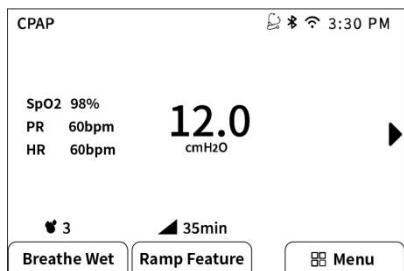 CPAP 3:30 PM
SpO2 98%
PR 60bpm
HR 60bpm
12.0
cmH2O
3 35min
Breathe Wet Ramp Feature Menu